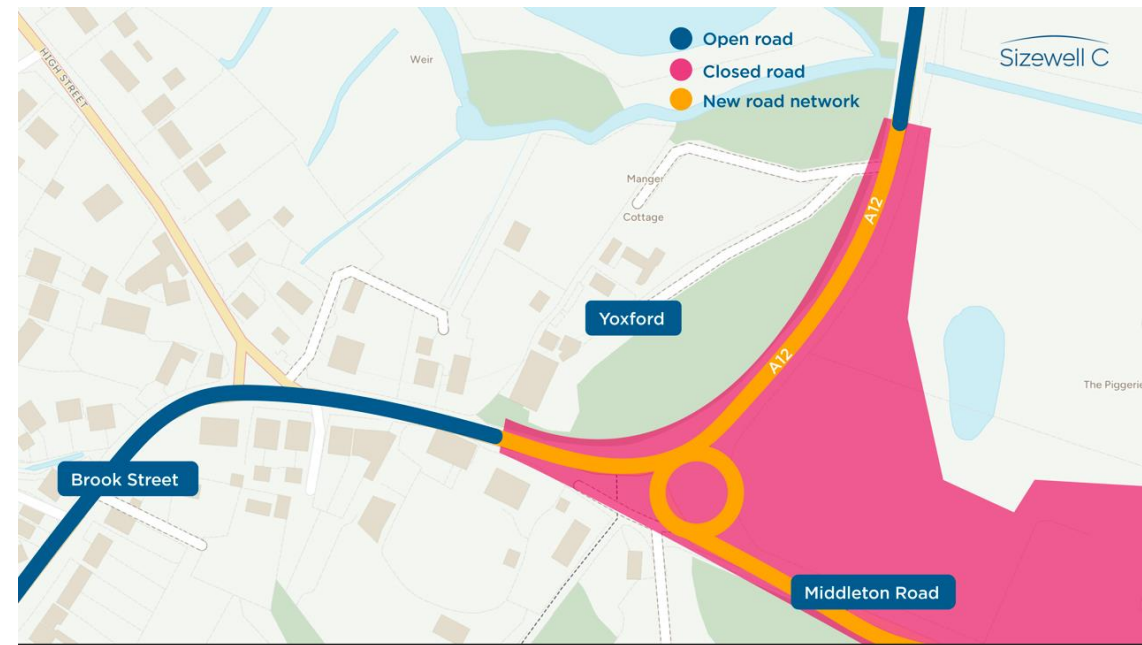 HIGH STREET
Weir
Open road
Closed road
New road network
Sizewell C
Manger
Cottage
A12
Yoxford
A12
The Piggerie
Brook Street
Middleton Road